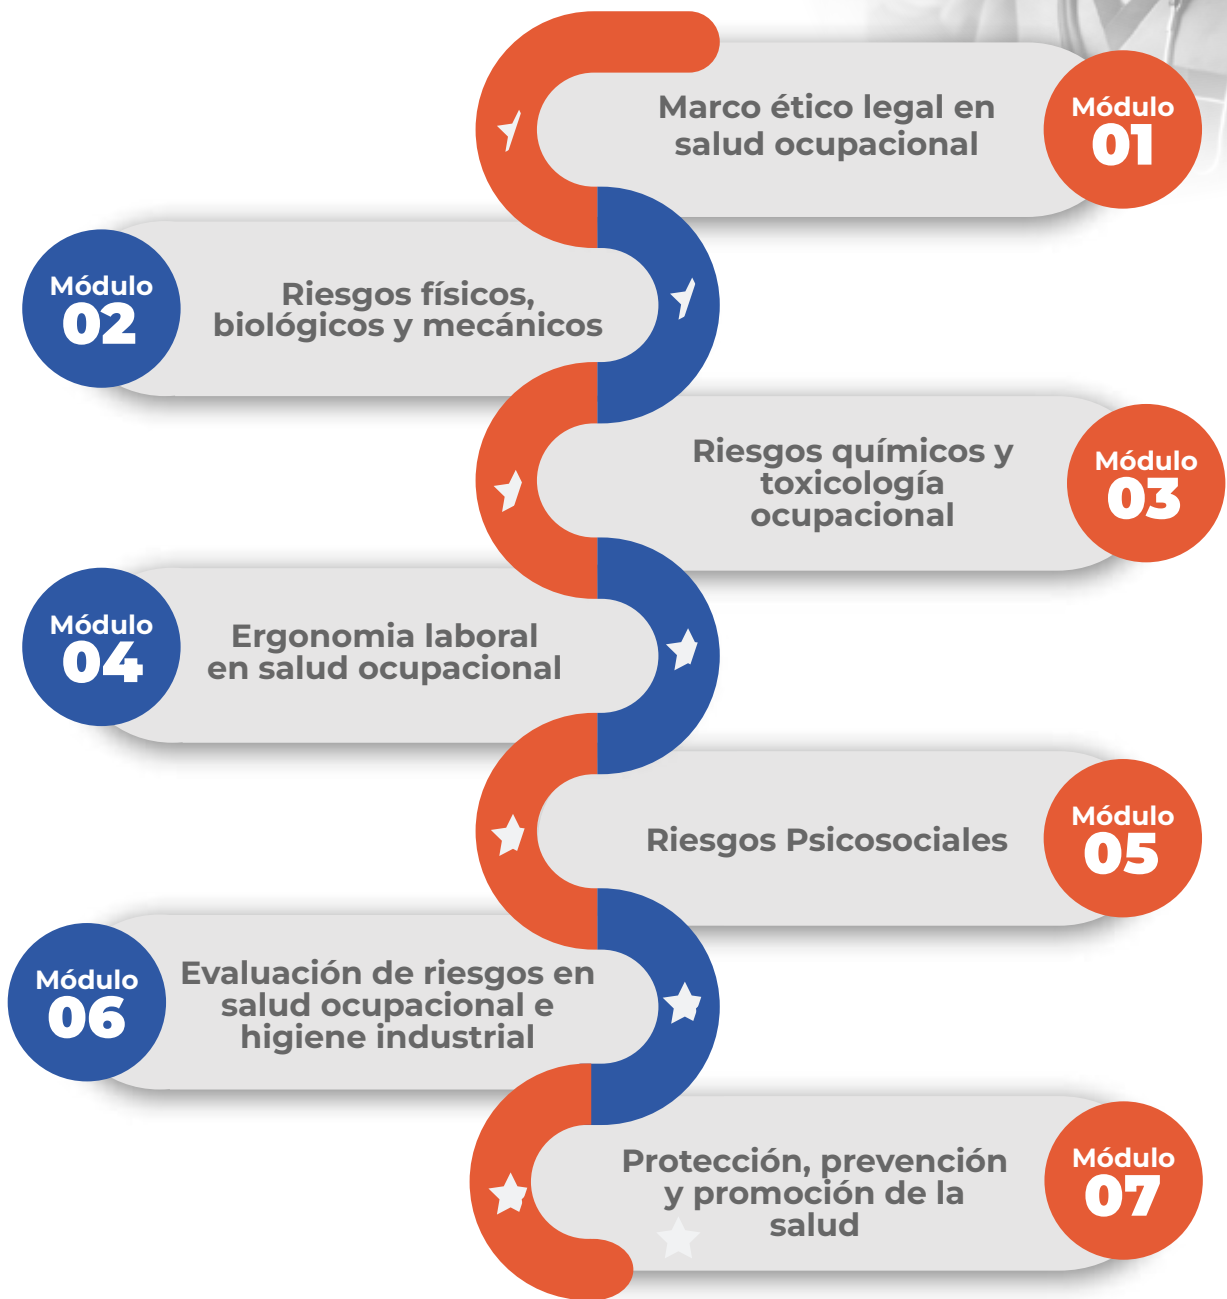 Marco ético legal en
salud ocupacional
Módulo
01
Módulo
02
Riesgos físicos,
biológicos y mecánicos
Riesgos químicos y
toxicología
ocupacional
Módulo
03
Módulo
04
Ergonomia laboral
en salud ocupacional
Riesgos Psicosociales
Módulo
05
Módulo
06
Evaluación de riesgos en
salud ocupacional e
higiene industrial
Protección, prevención
y promoción de la
salud
Módulo
07